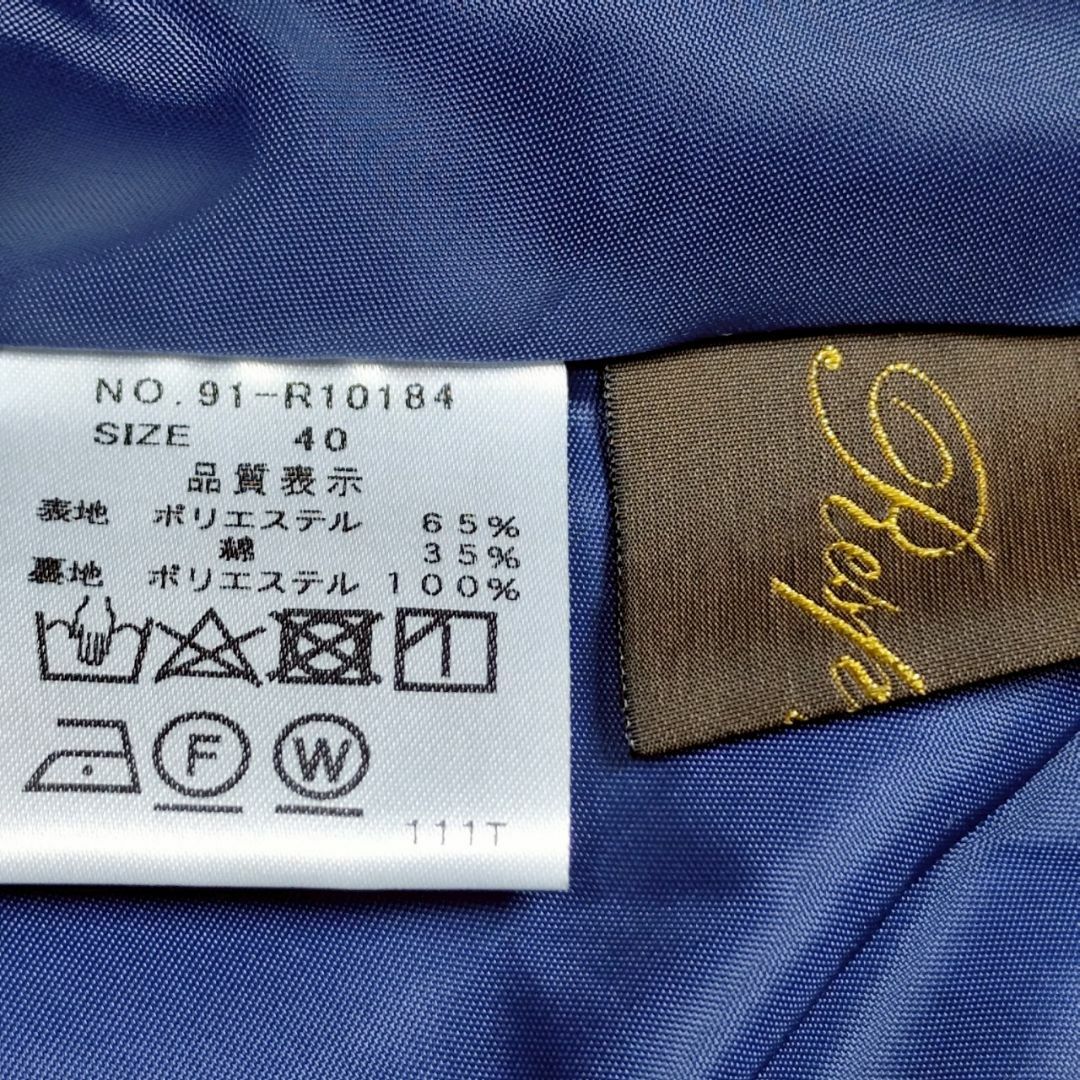 NO.91-R10184
SIZE 40
品質表示
表地 ポリエステル 65%
綿 35%
裏地 ポリエステル 100%
F W
111T